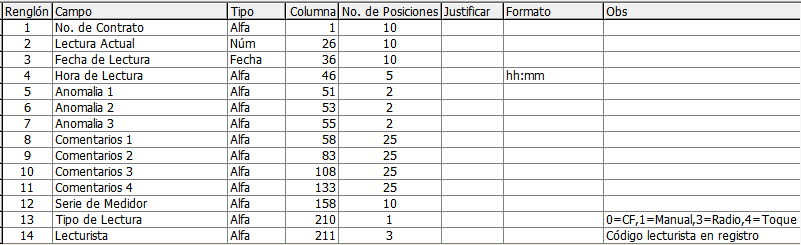 Renglón Campo Tipo Columna No. de Posiciones Justificar Formato Obs
1 No. de Contrato Alfa 1 10
2 Lectura Actual Núm 26 10
3 Fecha de Lectura Fecha 36 10
4 Hora de Lectura Alfa 46 5 hh:mm
5 Anomalia 1 Alfa 51 2
6 Anomalia 2 Alfa 53 2
7 Anomalia 3 Alfa 55 2
8 Comentarios 1 Alfa 58 25
9 Comentarios 2 Alfa 83 25
10 Comentarios 3 Alfa 108 25
11 Comentarios 4 Alfa 133 25
12 Serie de Medidor Alfa 158 10
13 Tipo de Lectura Alfa 210 1 0=CF,1=Manual,3=Radio,4=Toque
14 Lecturista Alfa 211 3 Código lecturista en registro